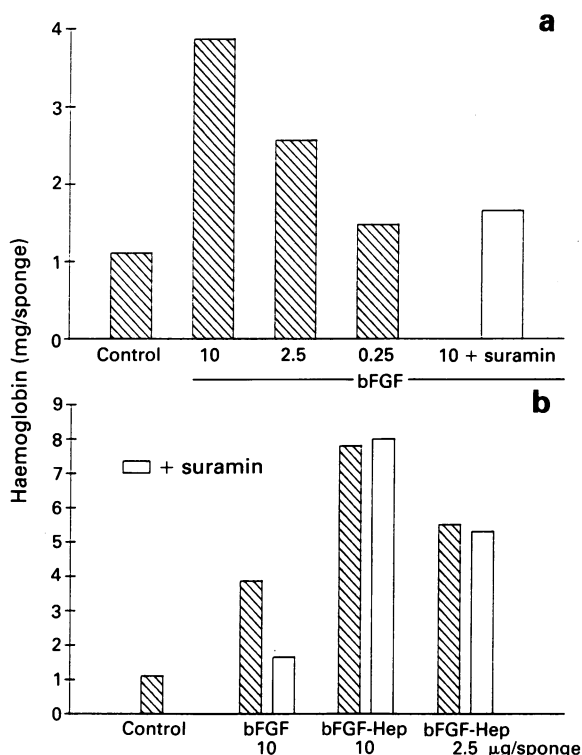 a
4
3
2
1
0
Haemoglobin (mg/sponge)
Control 10 2.5 0.25 10 + suramin
bFGF
b
9
8
7
6
5
4
3
2
1
0
+ suramin
Control bFGF bFGF-Hep bFGF-Hep
10 10 2.5 μg/sponge